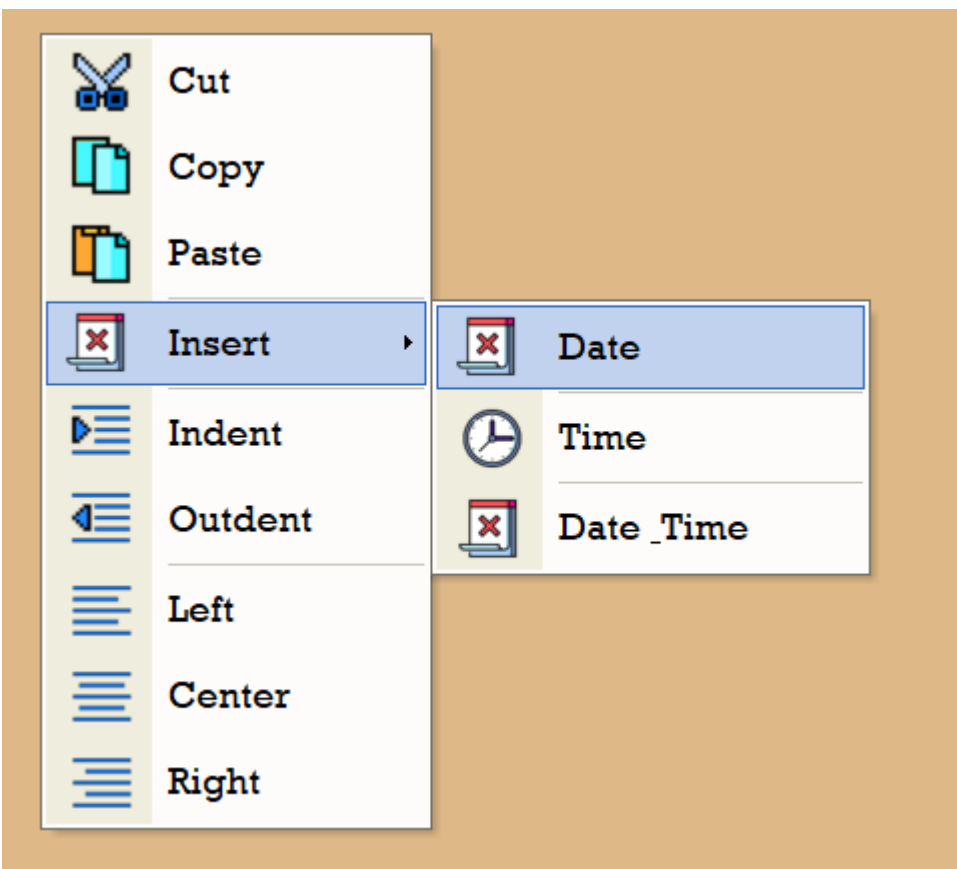 Cut
Copy
Paste
Insert
Date
Time
Date _Time
Indent
Outdent
Left
Center
Right